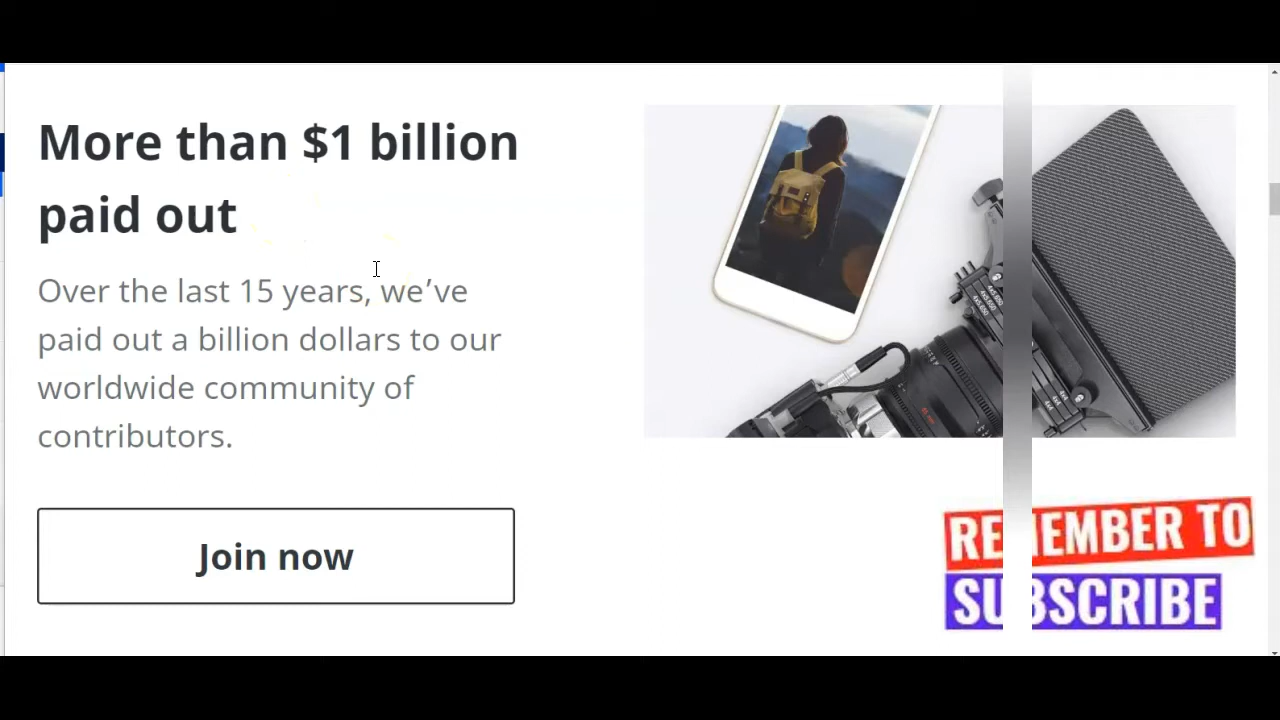 More than $1 billion
paid out
Over the last 15 years, we’ve
paid out a billion dollars to our
worldwide community of
contributors.
Join now
REMEMBER TO
SUBSCRIBE